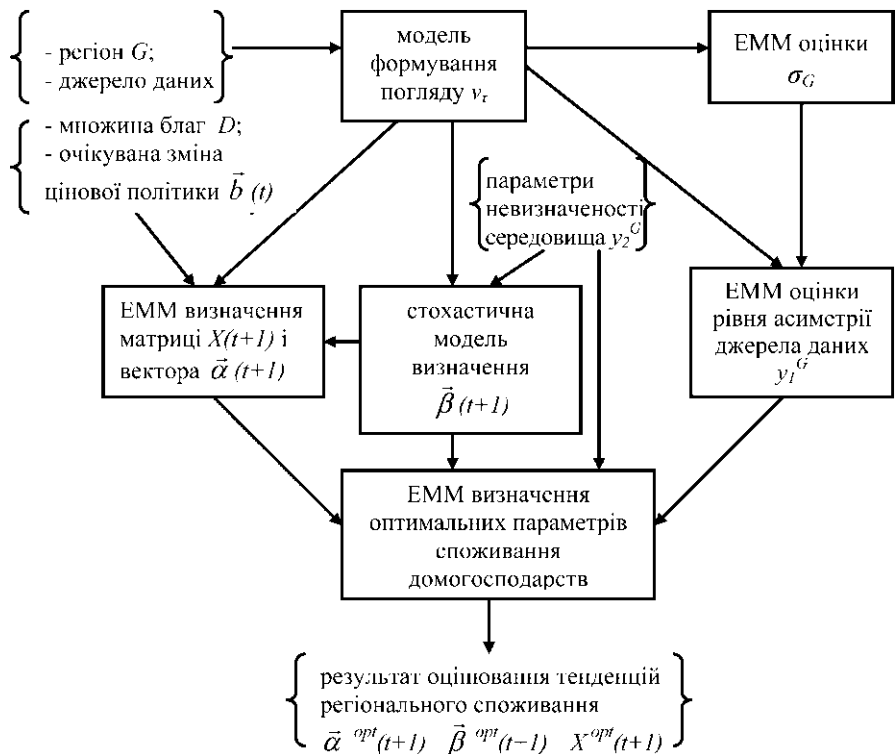 - регіон G;
- джерело даних
модель
формування
погляду vτ
ЕММ оцінки
σG
- множина благ D;
- очікувана зміна
цінової політики b⃗ (t)
параметри
невизначеності
середовища y₂ᴳ
ЕММ визначення
матриці X(t+1) і
вектора α⃗ (t+1)
стохастична
модель
визначення
β⃗ (t+1)
ЕММ оцінки
рівня асиметрії
джерела даних
y₁ᴳ
ЕММ визначення
оптимальних параметрів
споживання
домогосподарств
результат оцінювання тенденцій
регіонального споживання
α⃗ ᵒᵖᵗ(t+1) β⃗ ᵒᵖᵗ(t+1) Xᵒᵖᵗ(t+1)